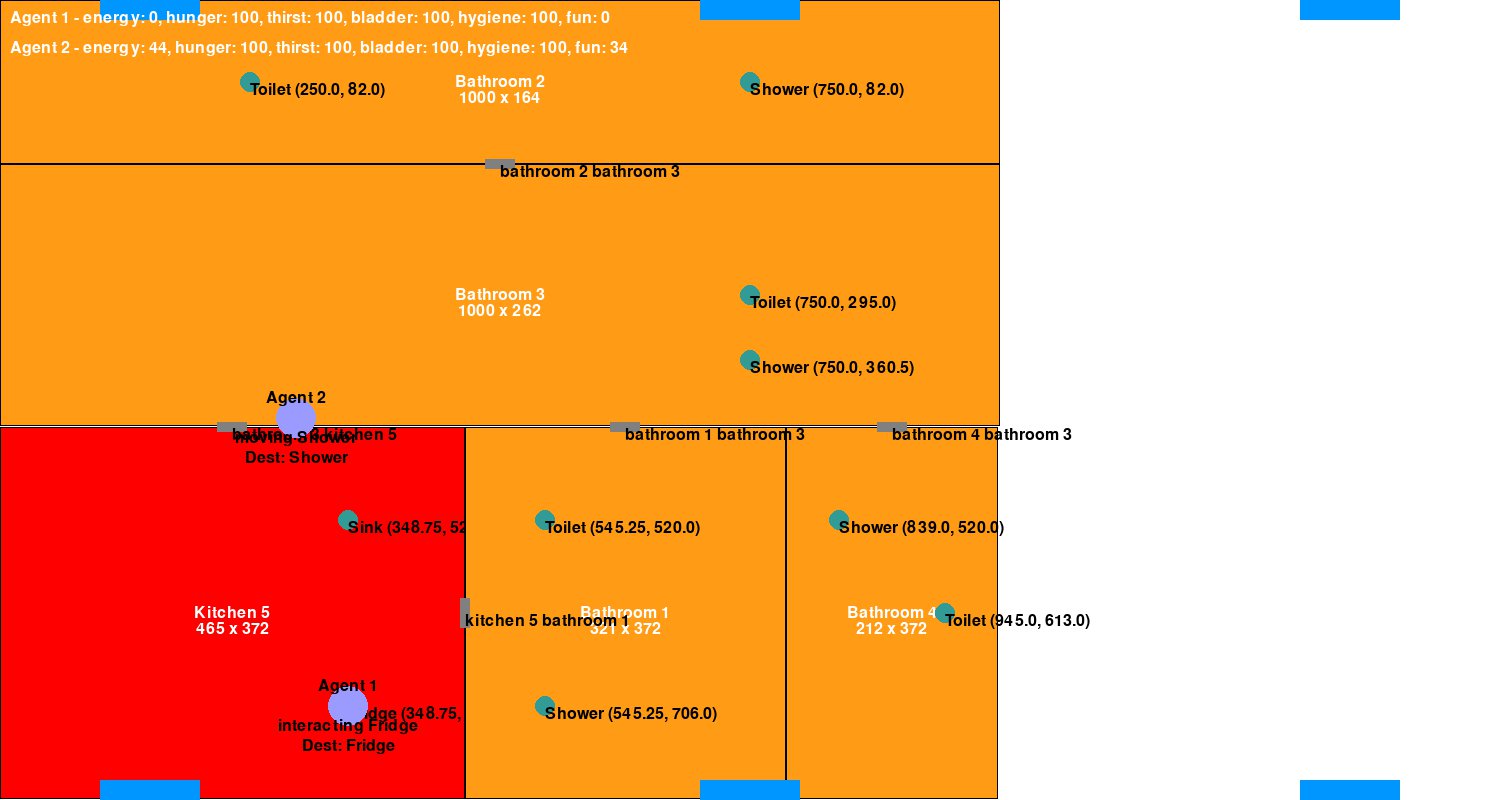 Agent 1 - energy: 0, hunger: 100, thirst: 100, bladder: 100, hygiene: 100, fun: 0
Agent 2 - energy: 44, hunger: 100, thirst: 100, bladder: 100, hygiene: 100, fun: 34
Bathroom 2
1000 x 164
Toilet (250.0, 82.0)
Shower (750.0, 82.0)
bathroom 2 bathroom 3
Bathroom 3
1000 x 262
Toilet (750.0, 295.0)
Shower (750.0, 360.5)
Agent 2
kitchen 5
moving Shower
Dest: Shower
bathroom 1 bathroom 3
bathroom 4 bathroom 3
Sink (348.75, 52
Toilet (545.25, 520.0)
Shower (839.0, 520.0)
Kitchen 5
465 x 372
kitchen 5 bathroom 1
Bathroom 1
321 x 372
Bathroom 4
212 x 372
Toilet (945.0, 613.0)
Agent 1
(348.75,
interacting Fridge
Dest: Fridge
Shower (545.25, 706.0)